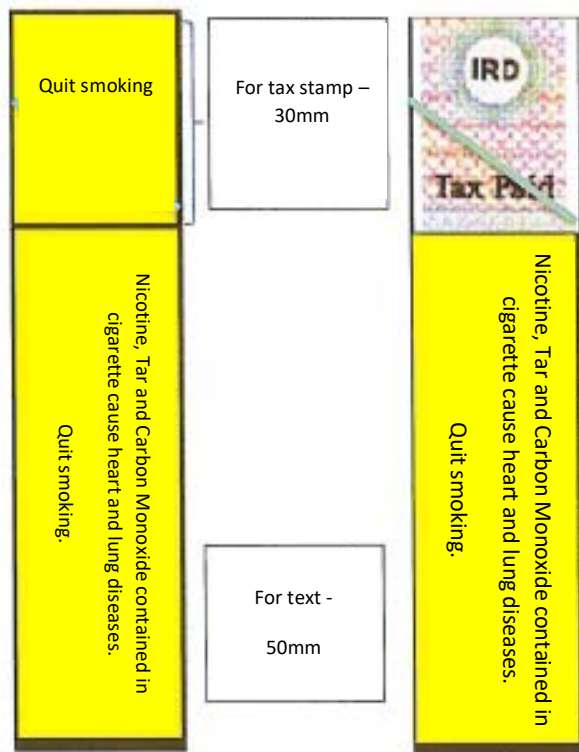 Quit smoking
For tax stamp –
30mm
IRD
Tax Paid
Nicotine, Tar and Carbon Monoxide contained in
cigarette cause heart and lung diseases.
Quit smoking.
For text -
50mm
Nicotine, Tar and Carbon Monoxide contained in
cigarette cause heart and lung diseases.
Quit smoking.